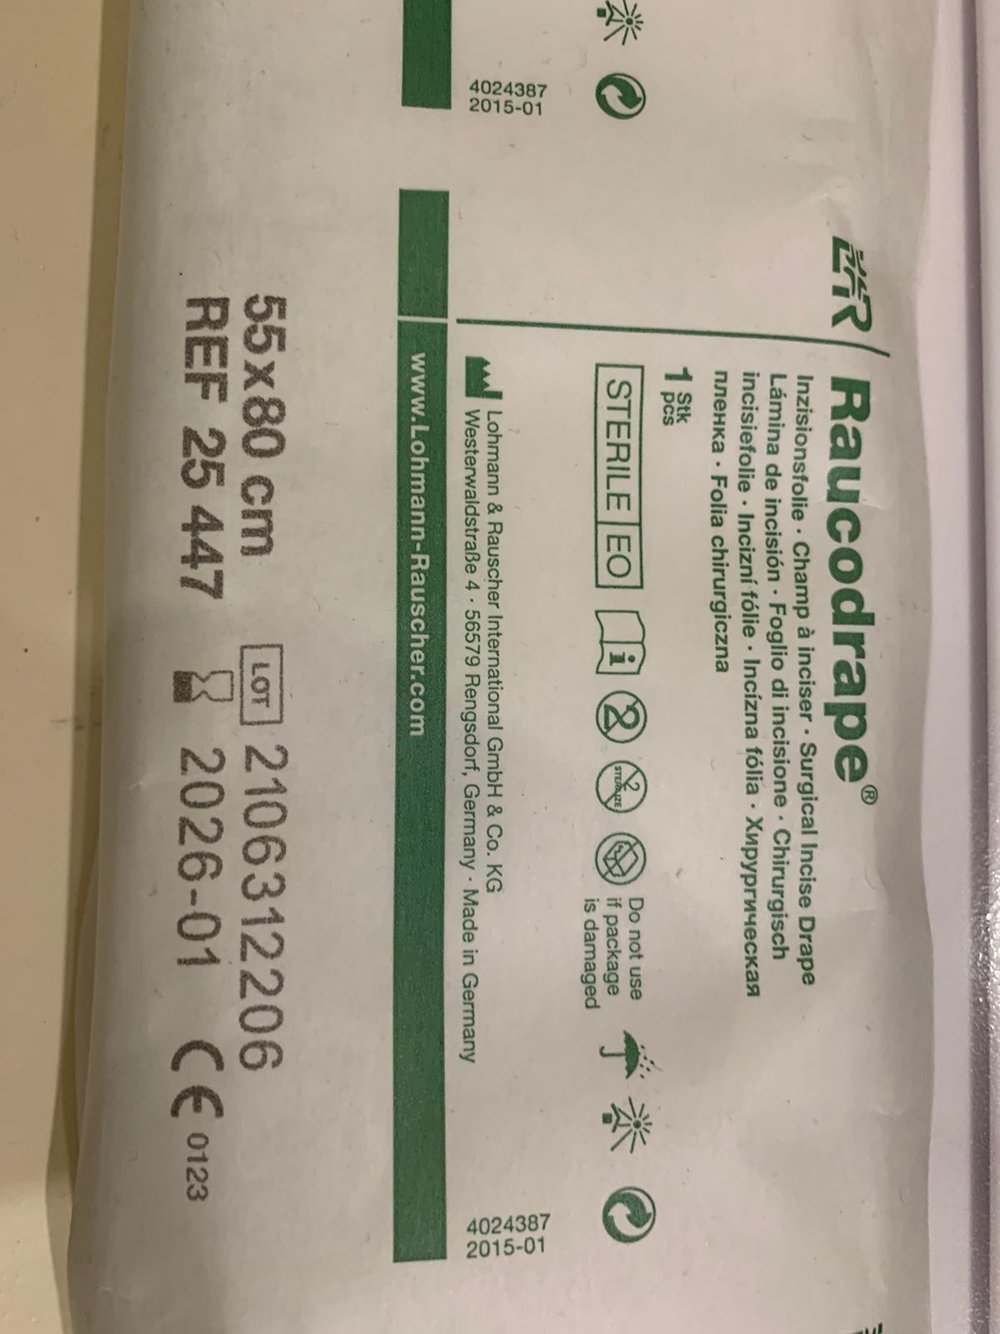 4024387
2015-01
L&R
Raucodrape®
Inzisionsfolie · Champ à inciser · Surgical Incise Drape
Lámina de incisión · Foglio di incisione · Chirurgisch
incisiefolie · Incizní fólie · Incízna fólia · Хирургическая
пленка · Folia chirurgiczna
1 Stk
pcs
STERILE EO
2
2
STERILIZE
Do not use
if package
is damaged
Lohmann & Rauscher International GmbH & Co. KG
Westerwaldstraße 4 · 56579 Rengsdorf, Germany · Made in Germany
4024387
2015-01
www.Lohmann-Rauscher.com
55x80 cm LOT 2106312206
REF 25 447 2026-01 CE 0123